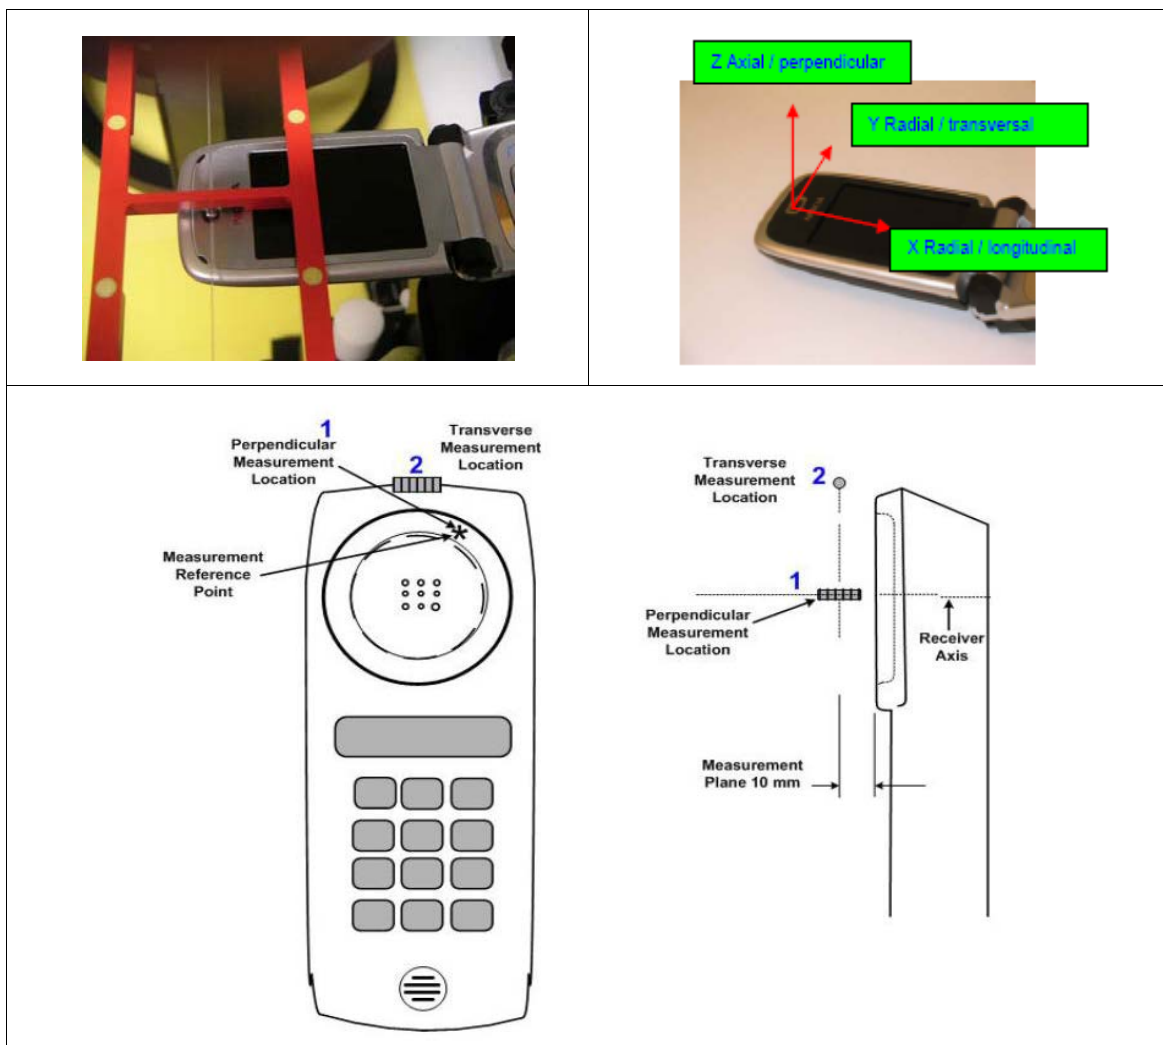 Z Axial / perpendicular
Y Radial / transversal
X Radial / longitudinal
1
Perpendicular
Measurement
Location
2
Transverse
Measurement
Location
Measurement
Reference
Point
Transverse
Measurement
Location
2
1
Perpendicular
Measurement
Location
Receiver
Axis
Measurement
Plane 10 mm